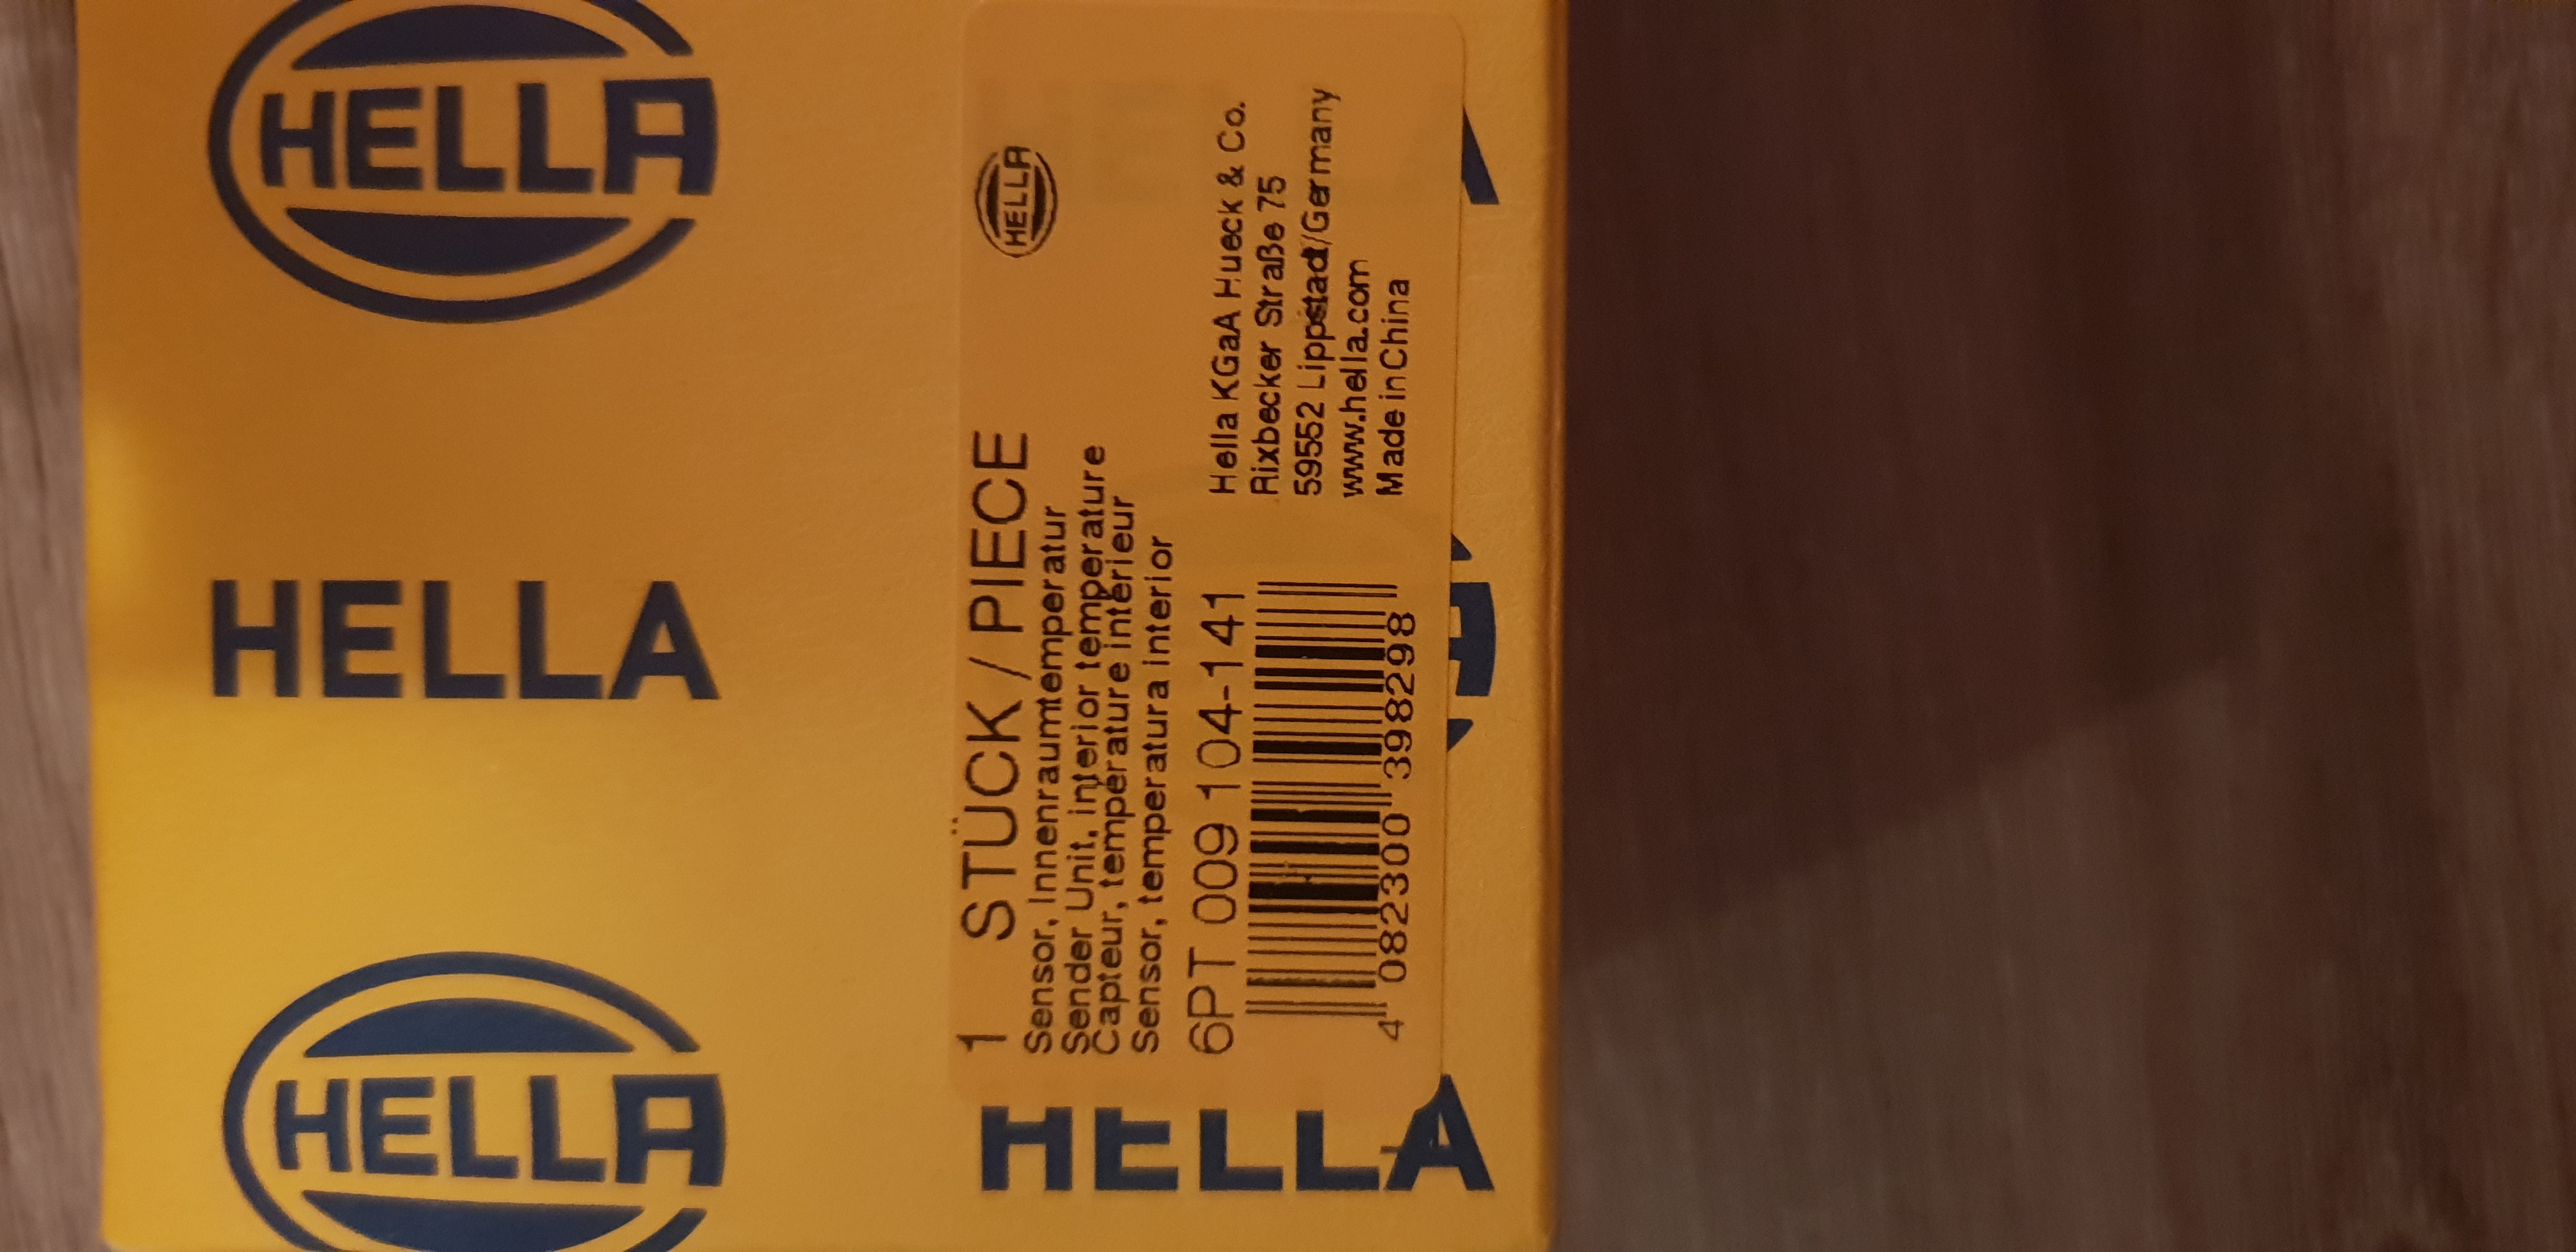 HELLA
HELLA
HELLA
HELLA
1 STÜCK / PIECE
Sensor, Innenraumtemperatur
Sender Unit, interior temperature
Capteur, température intérieur
Sensor, temperatura interior
6PT 009 104-141
4 082300 398298
HELLA
Hella KGaA Hueck & Co.
Rixbecker Straße 75
59552 Lippstadt/Germany
www.hella.com
Made in China